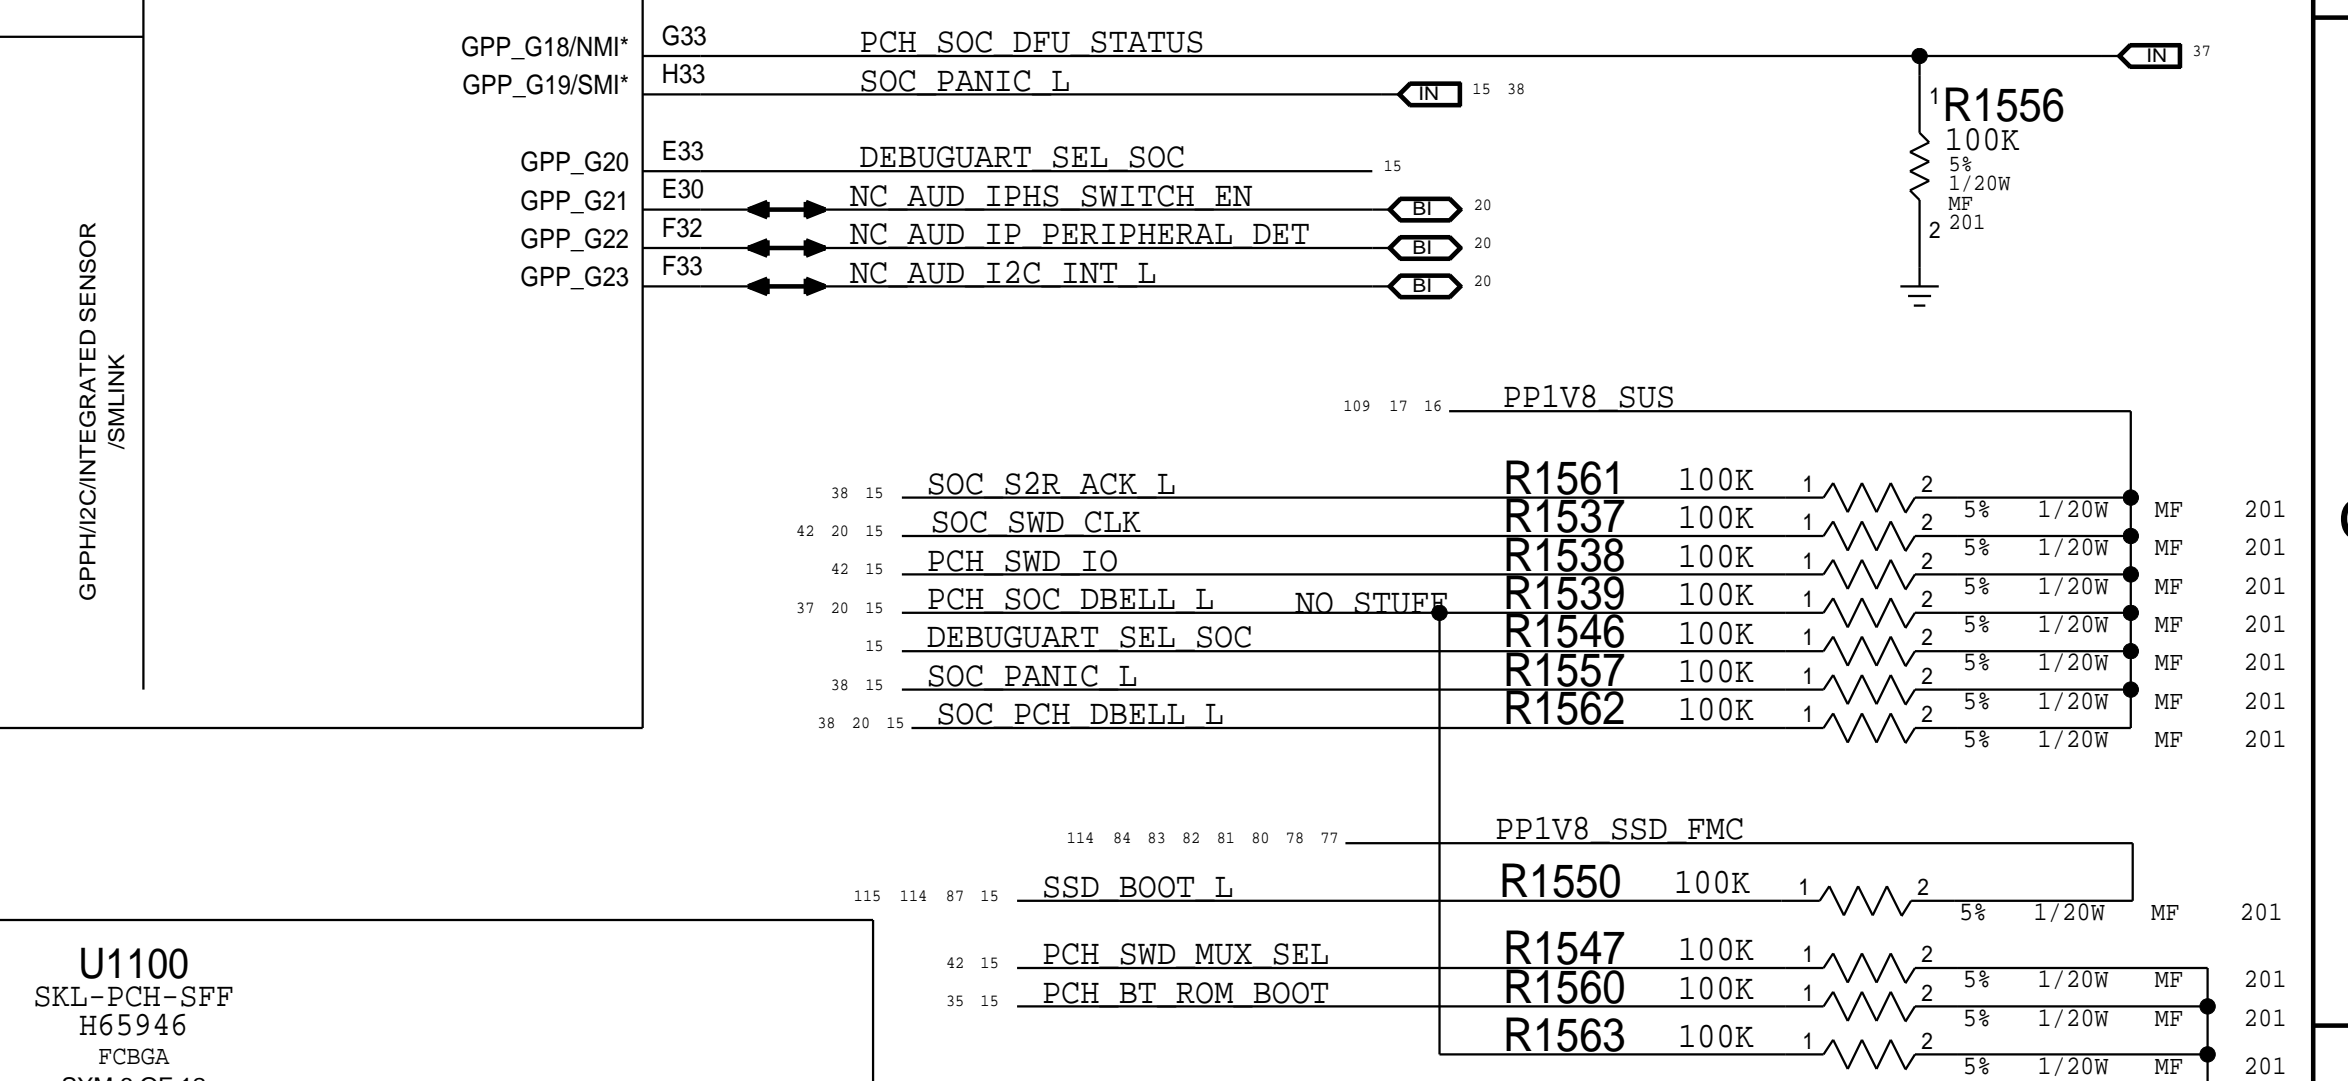 GPP_G18/NMI* G33 PCH_SOC_DFU_STATUS IN 37
GPP_G19/SMI* H33 SOC_PANIC_L IN 15 38
1 R1556
100K
5%
1/20W
MF
2 201
GPP_G20 E33 DEBUGUART_SEL_SOC 15
GPP_G21 E30 NC_AUD_IPHS_SWITCH_EN BI 20
GPP_G22 F32 NC_AUD_IP_PERIPHERAL_DET BI 20
GPP_G23 F33 NC_AUD_I2C_INT_L BI 20
GPPH/I2C/INTEGRATED SENSOR
/SMLINK
109 17 16 PP1V8_SUS
38 15 SOC_S2R_ACK_L R1561 100K 1 2 5% 1/20W MF 201
42 20 15 SOC_SWD_CLK R1537 100K 1 2 5% 1/20W MF 201
42 15 PCH_SWD_IO R1538 100K 1 2 5% 1/20W MF 201
37 20 15 PCH_SOC_DBELL_L NO STUFF R1539 100K 1 2 5% 1/20W MF 201
15 DEBUGUART_SEL_SOC R1546 100K 1 2 5% 1/20W MF 201
38 15 SOC_PANIC_L R1557 100K 1 2 5% 1/20W MF 201
38 20 15 SOC_PCH_DBELL_L R1562 100K 1 2 5% 1/20W MF 201
114 84 83 82 81 80 78 77 PP1V8_SSD_FMC
115 114 87 15 SSD_BOOT_L R1550 100K 1 2 5% 1/20W MF 201
42 15 PCH_SWD_MUX_SEL R1547 100K 1 2 5% 1/20W MF 201
35 15 PCH_BT_ROM_BOOT R1560 100K 1 2 5% 1/20W MF 201
R1563 100K 1 2 5% 1/20W MF 201
U1100
SKL-PCH-SFF
H65946
FCBGA